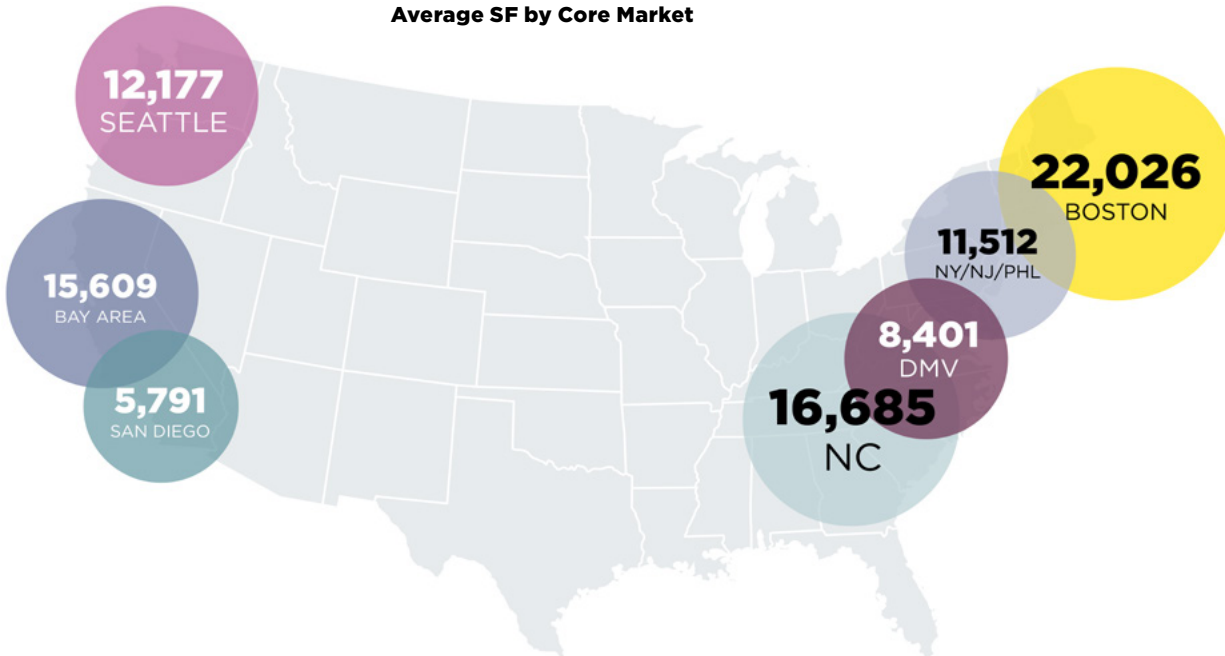 Average SF by Core Market
12,177
SEATTLE
22,026
BOSTON
11,512
NY/NJ/PHL
15,609
BAY AREA
8,401
DMV
5,791
SAN DIEGO
16,685
NC